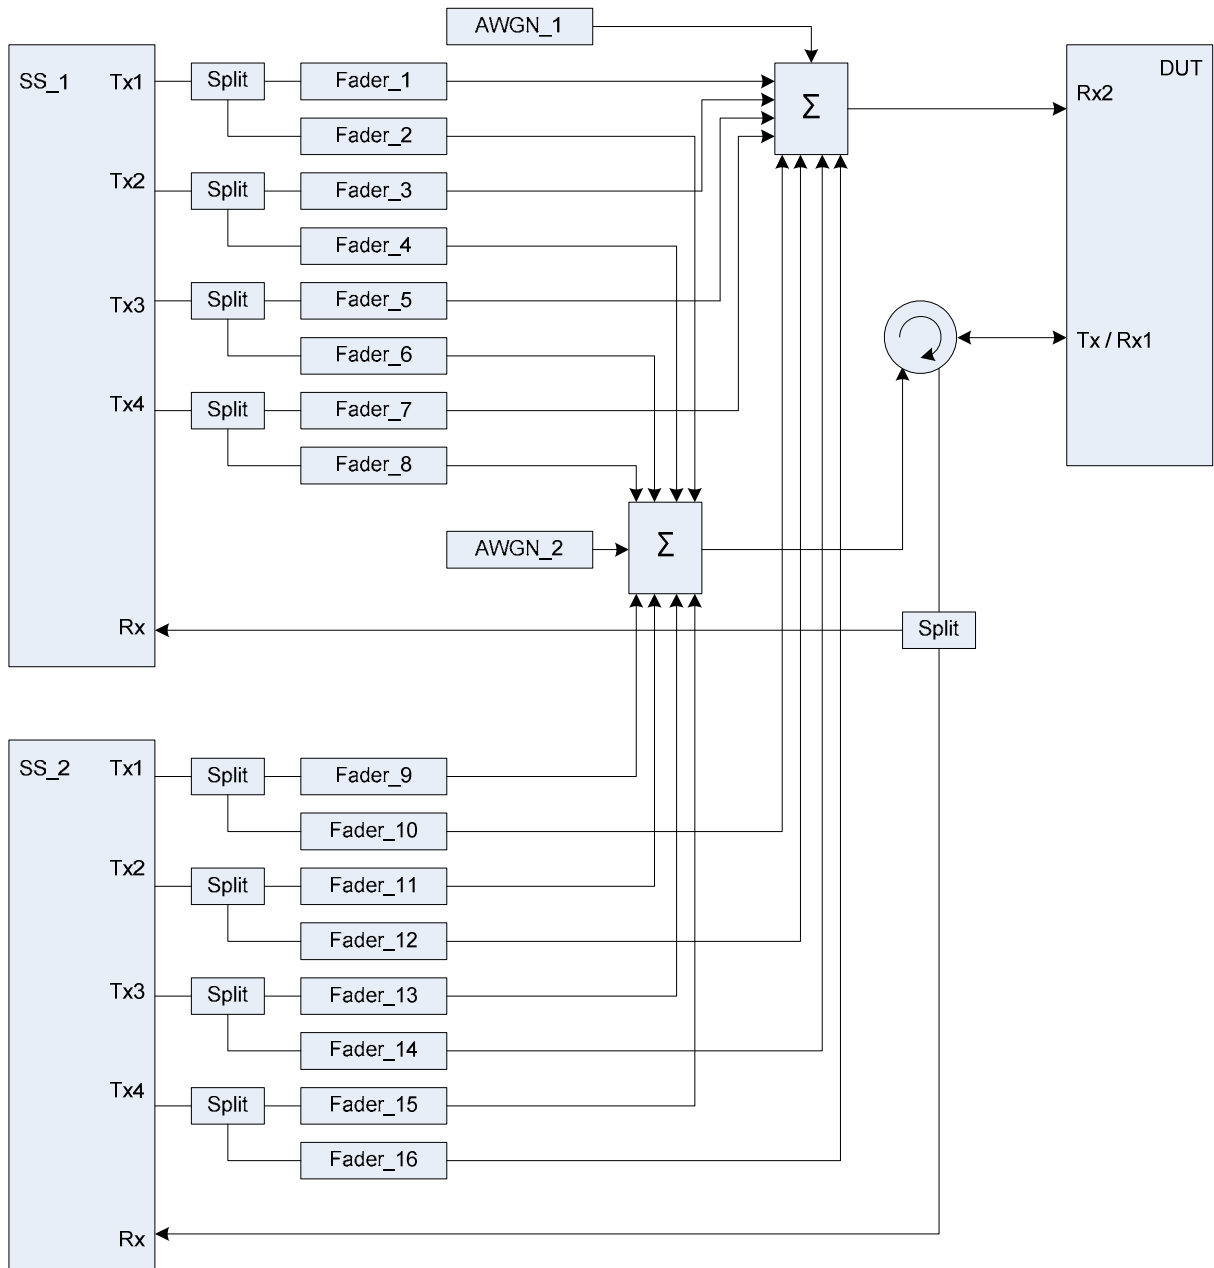 AWGN_1
SS_1
Tx1
Split
Fader_1
Σ
DUT
Rx2
Fader_2
Tx2
Split
Fader_3
Fader_4
Tx3
Split
Fader_5
Tx / Rx1
Fader_6
Tx4
Split
Fader_7
Fader_8
AWGN_2
Σ
Rx
Split
SS_2
Tx1
Split
Fader_9
Fader_10
Tx2
Split
Fader_11
Fader_12
Tx3
Split
Fader_13
Fader_14
Tx4
Split
Fader_15
Fader_16
Rx